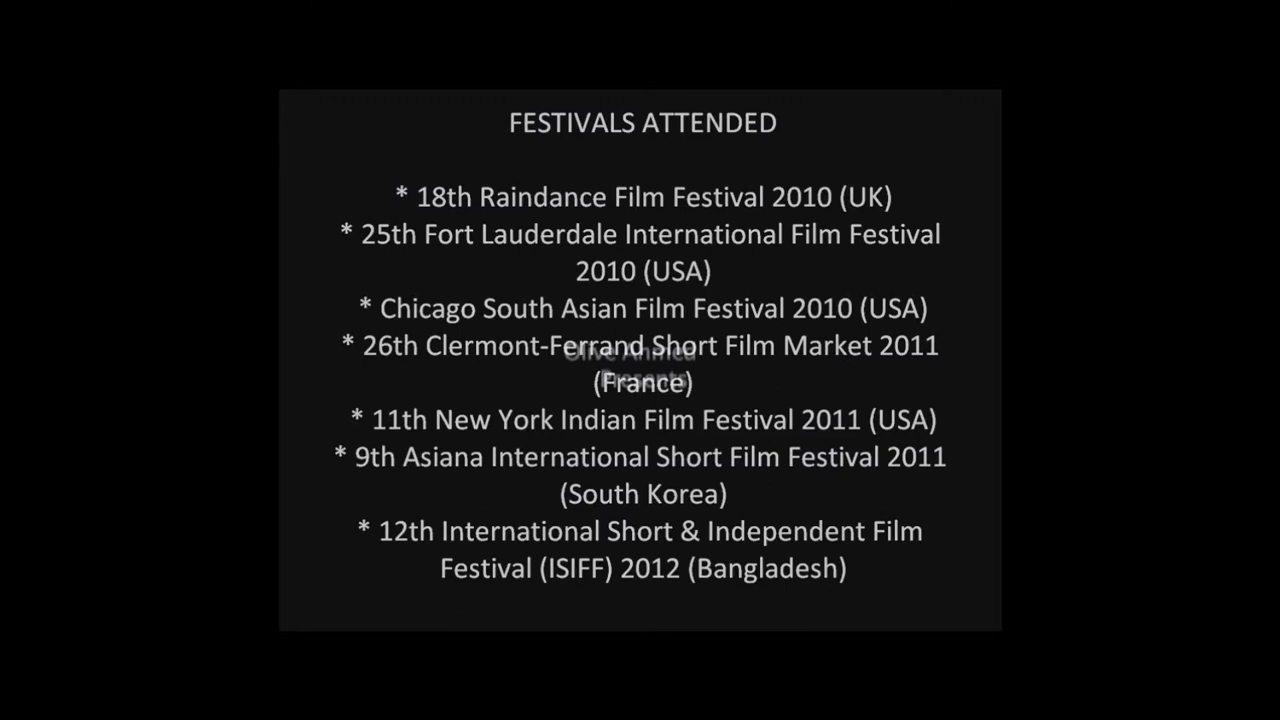 FESTIVALS ATTENDED
* 18th Raindance Film Festival 2010 (UK)
* 25th Fort Lauderdale International Film Festival
2010 (USA)
* Chicago South Asian Film Festival 2010 (USA)
* 26th Clermont-Ferrand Short Film Market 2011
(France)
* 11th New York Indian Film Festival 2011 (USA)
* 9th Asiana International Short Film Festival 2011
(South Korea)
* 12th International Short & Independent Film
Festival (ISIFF) 2012 (Bangladesh)
Olive
Presents